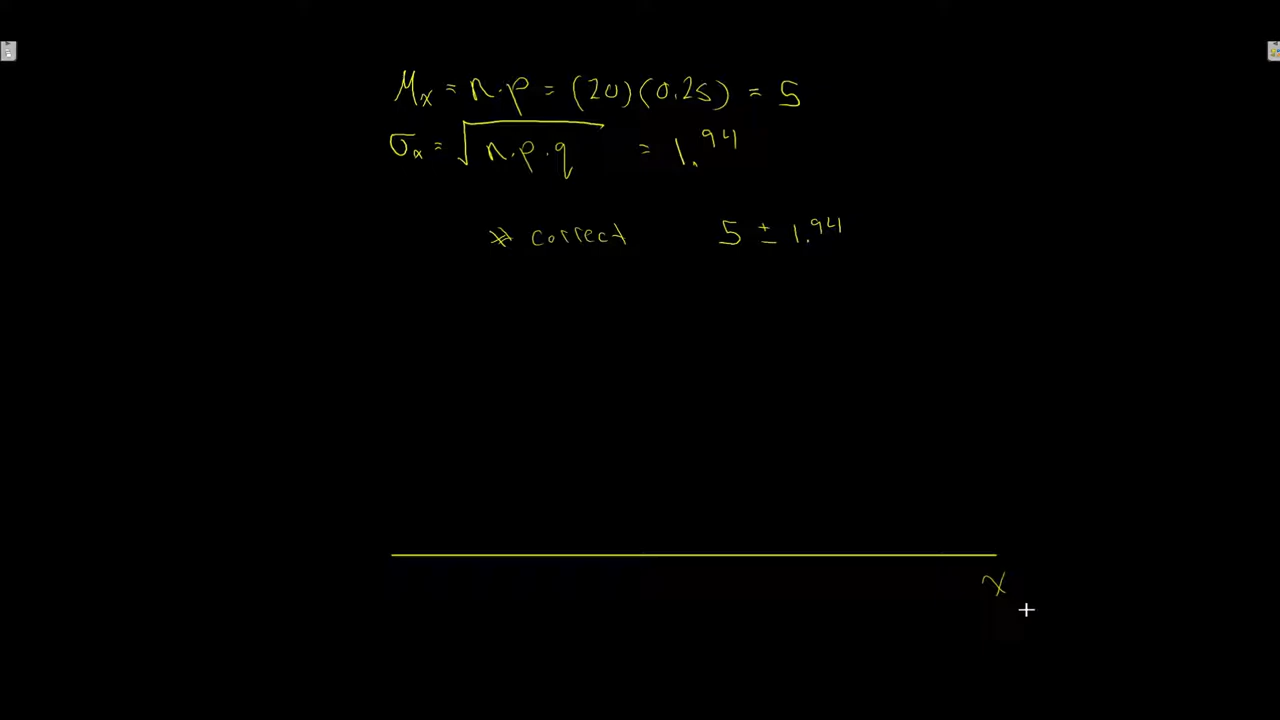 μₓ = n·p = (20)(0.25) = 5
σₓ = √n·p·q = 1.94
# correct 5 ± 1.94
x